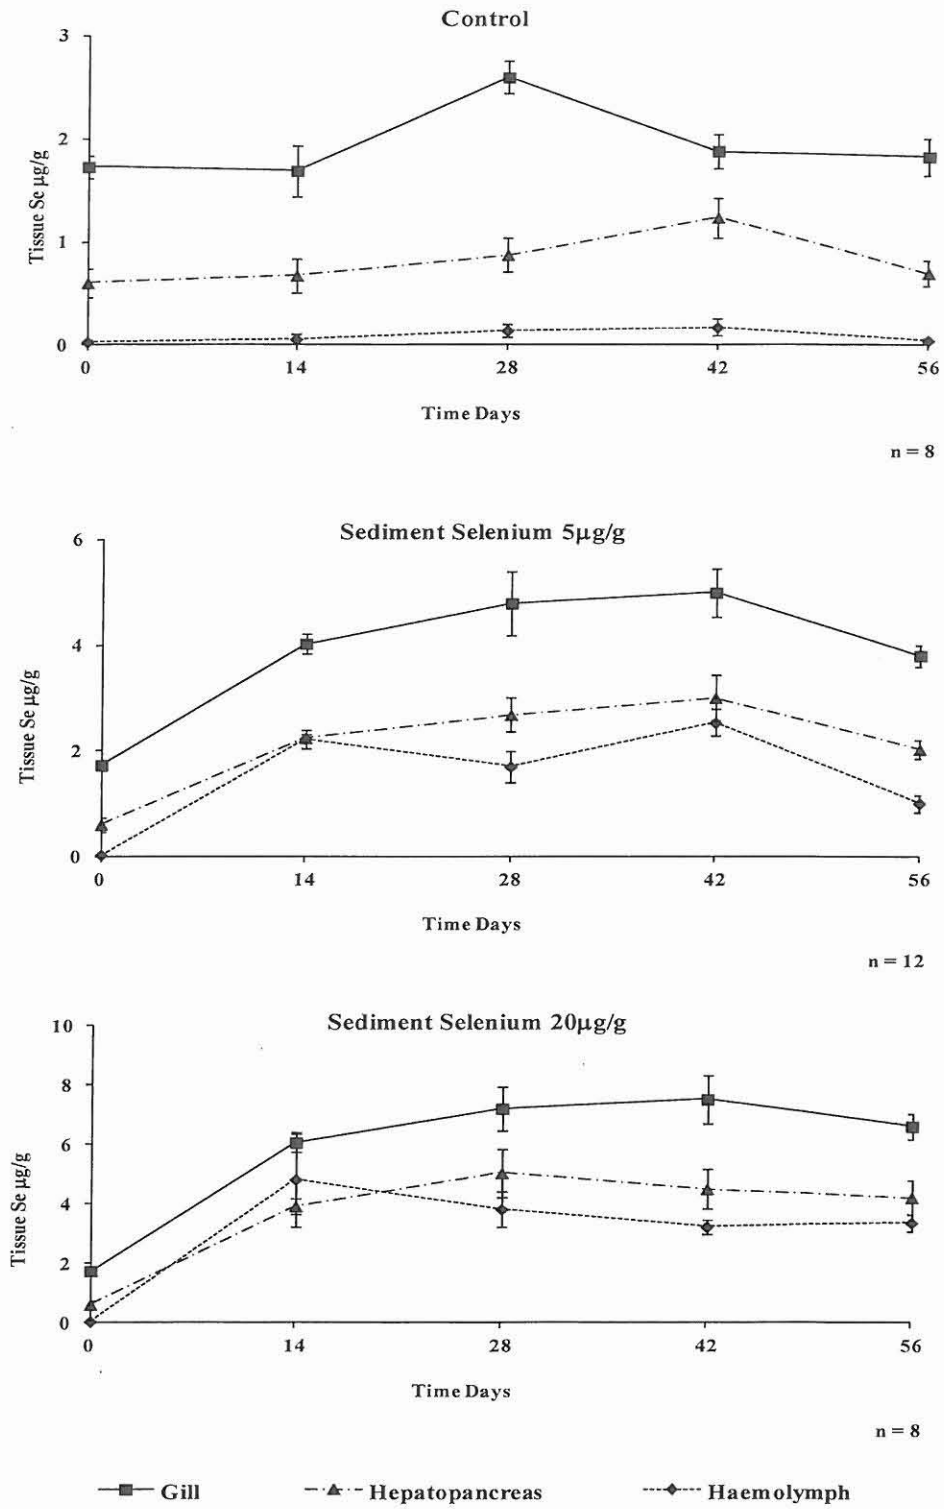 Control
3
2
1
0
Tissue Se µg/g
0 14 28 42 56
Time Days
n = 8
Sediment Selenium 5µg/g
6
4
2
0
Tissue Se µg/g
0 14 28 42 56
Time Days
n = 12
Sediment Selenium 20µg/g
10
8
6
4
2
0
Tissue Se µg/g
0 14 28 42 56
Time Days
n = 8
Gill Hepatopancreas Haemolymph